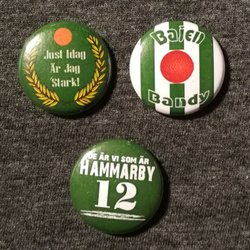 Just Idag
Är Jag
Stark!
Bajen
Bandy
DE ÄR VI SOM ÄR
HAMMARBY
12